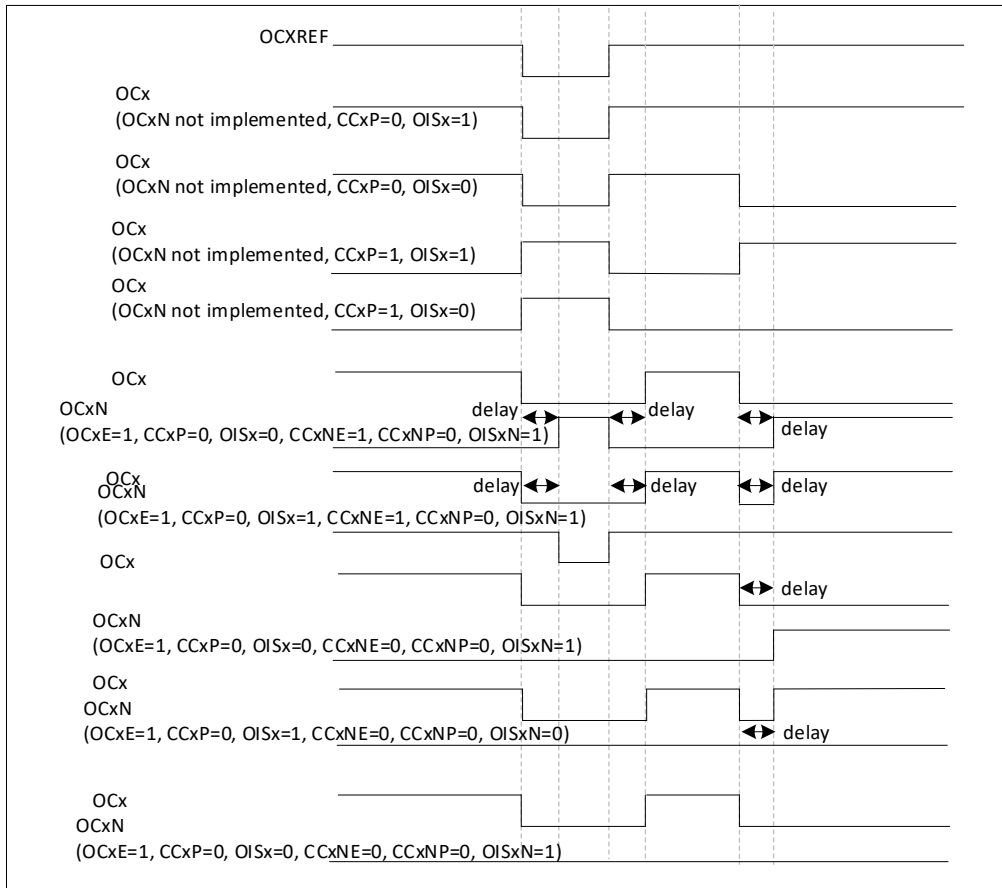 OCXREF
OCx
(OCxN not implemented, CCxP=0, OISx=1)
OCx
(OCxN not implemented, CCxP=0, OISx=0)
OCx
(OCxN not implemented, CCxP=1, OISx=1)
OCx
(OCxN not implemented, CCxP=1, OISx=0)
OCx
OCxN
delay
delay
delay
(OCxE=1, CCxP=0, OISx=0, CCxNE=1, CCxNP=0, OISxN=1)
OCx
delay
delay
delay
OCxN
(OCxE=1, CCxP=0, OISx=1, CCxNE=1, CCxNP=0, OISxN=1)
OCx
delay
OCxN
(OCxE=1, CCxP=0, OISx=0, CCxNE=0, CCxNP=0, OISxN=1)
OCx
OCxN
(OCxE=1, CCxP=0, OISx=1, CCxNE=0, CCxNP=0, OISxN=0)
delay
OCx
OCxN
(OCxE=1, CCxP=0, OISx=0, CCxNE=0, CCxNP=0, OISxN=1)